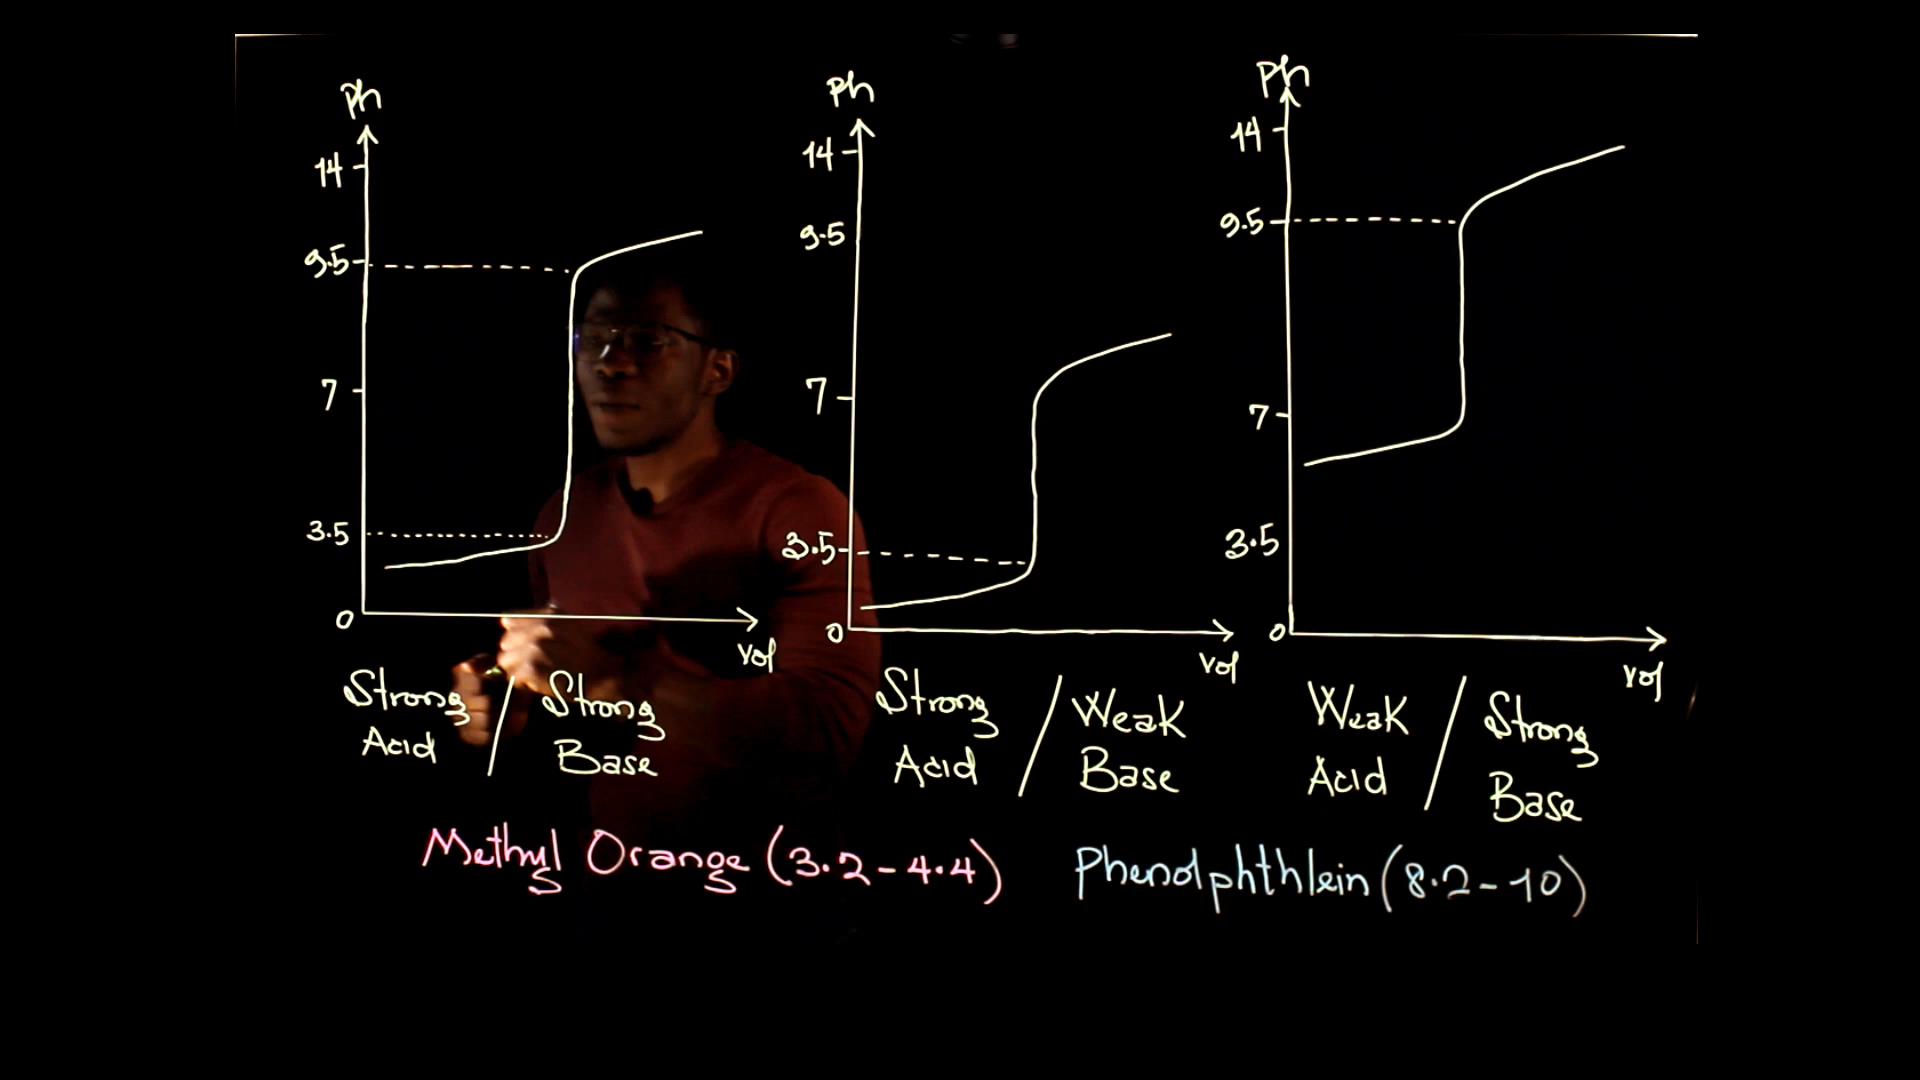 Ph
14
9.5
7
3.5
0
Vol
Strong Acid / Strong Base
Ph
14
9.5
7
3.5
0
Vol
Strong Acid / Weak Base
Ph
14
9.5
7
3.5
0
Vol
Weak Acid / Strong Base
Methyl Orange (3.2-4.4)
Phenolphthlein (8.2-10)